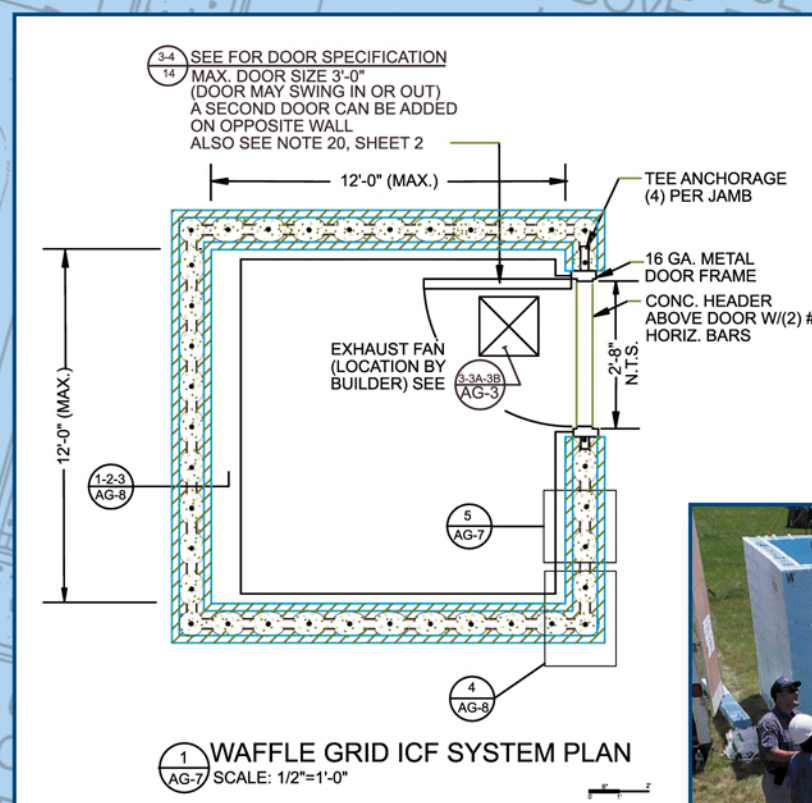 3-4
14
SEE FOR DOOR SPECIFICATION
MAX. DOOR SIZE 3'-0"
(DOOR MAY SWING IN OR OUT)
A SECOND DOOR CAN BE ADDED
ON OPPOSITE WALL
ALSO SEE NOTE 20, SHEET 2
12'-0" (MAX.)
TEE ANCHORAGE
(4) PER JAMB
16 GA. METAL
DOOR FRAME
CONC. HEADER
ABOVE DOOR W/(2) #
HORIZ. BARS
2'-8"
N.T.S.
EXHAUST FAN
(LOCATION BY
BUILDER) SEE
3-3A-3B
AG-3
12'-0" (MAX.)
1-2-3
AG-8
5
AG-7
4
AG-8
1
AG-7
WAFFLE GRID ICF SYSTEM PLAN
SCALE: 1/2"=1'-0"
0 6" 1' 2'